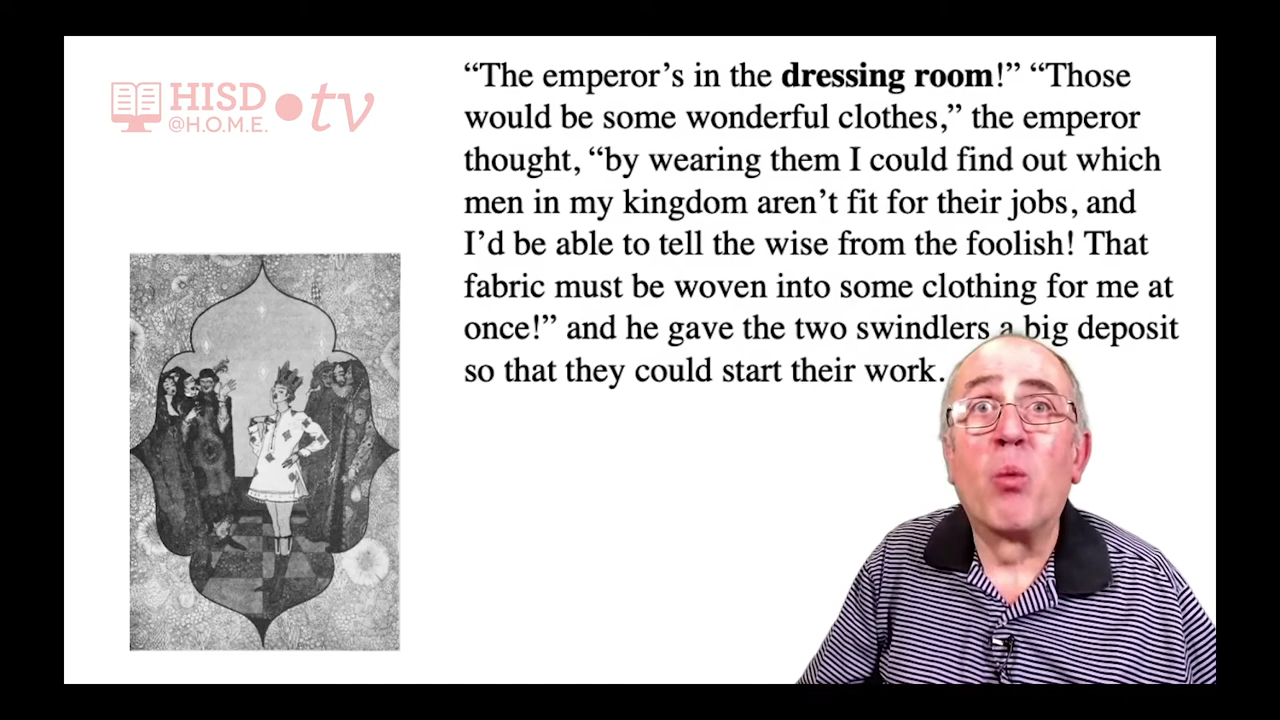 HISD
@H.O.M.E.
tv
“The emperor’s in the dressing room!” “Those
would be some wonderful clothes,” the emperor
thought, “by wearing them I could find out which
men in my kingdom aren’t fit for their jobs, and
I’d be able to tell the wise from the foolish! That
fabric must be woven into some clothing for me at
once!” and he gave the two swindlers a big deposit
so that they could start their work.